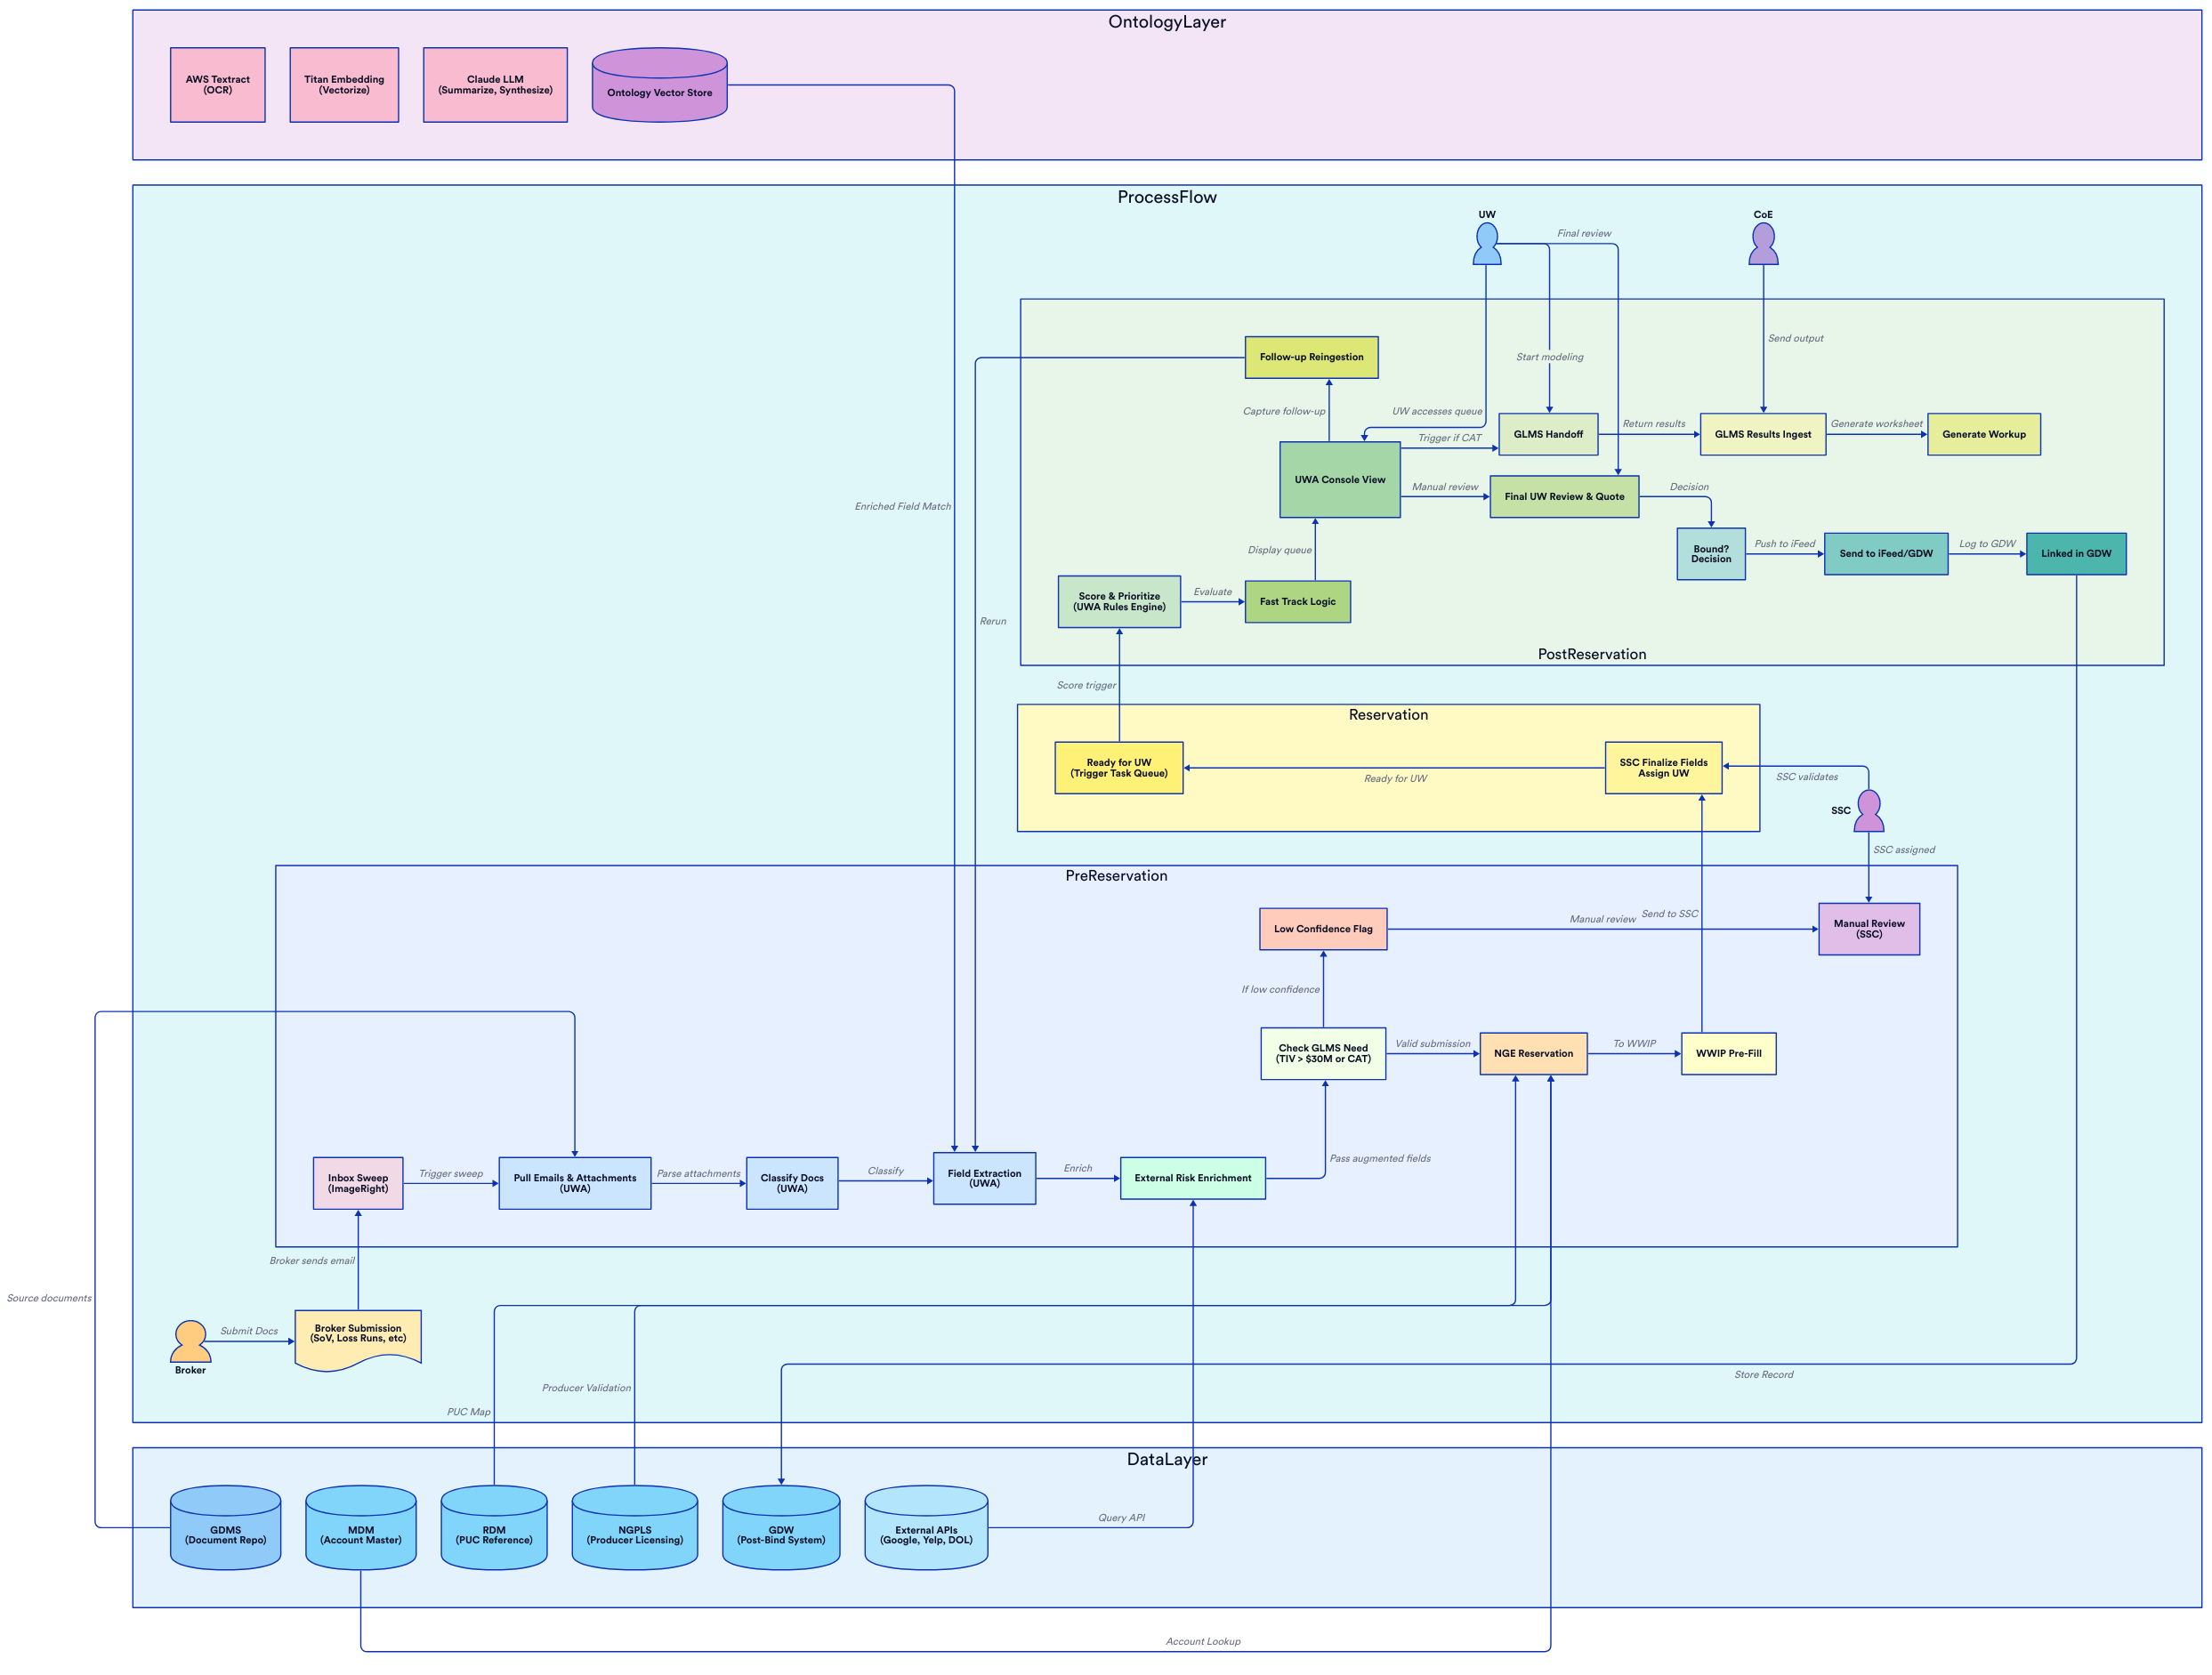 OntologyLayer
AWS Textract
(OCR)
Titan Embedding
(Vectorize)
Claude LLM
(Summarize, Synthesize)
Ontology Vector Store
ProcessFlow
UW
CoE
Final review
Send output
Follow-up Reingestion
Start modeling
Capture follow-up
UW accesses queue
Trigger if CAT
GLMS Handoff
Return results
GLMS Results Ingest
Generate worksheet
Generate Workup
UWA Console View
Manual review
Final UW Review & Quote
Decision
Enriched Field Match
Display queue
Bound?
Decision
Push to iFeed
Send to iFeed/GDW
Log to GDW
Linked in GDW
Score & Prioritize
(UWA Rules Engine)
Evaluate
Fast Track Logic
Rerun
PostReservation
Score trigger
Reservation
Ready for UW
(Trigger Task Queue)
Ready for UW
SSC Finalize Fields
Assign UW
SSC validates
SSC
SSC assigned
PreReservation
Low Confidence Flag
Manual review
Send to SSC
Manual Review
(SSC)
If low confidence
Check GLMS Need
(TIV > $30M or CAT)
Valid submission
NGE Reservation
To WWIP
WWIP Pre-Fill
Inbox Sweep
(ImageRight)
Trigger sweep
Pull Emails & Attachments
(UWA)
Parse attachments
Classify Docs
(UWA)
Classify
Field Extraction
(UWA)
Enrich
External Risk Enrichment
Pass augmented fields
Broker sends email
Source documents
Broker
Submit Docs
Broker Submission
(SoV, Loss Runs, etc)
Store Record
Producer Validation
PUC Map
DataLayer
GDMS
(Document Repo)
MDM
(Account Master)
RDM
(PUC Reference)
NGPLS
(Producer Licensing)
GDW
(Post-Bind System)
External APIs
(Google, Yelp, DOL)
Query API
Account Lookup